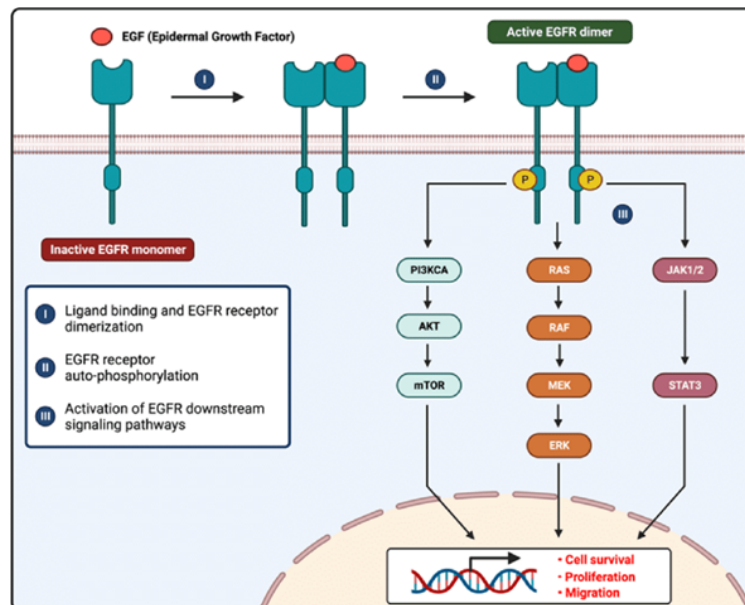 EGF (Epidermal Growth Factor)
Active EGFR dimer
I
II
P
P
III
Inactive EGFR monomer
I Ligand binding and EGFR receptor
dimerization
II EGFR receptor
auto-phosphorylation
III Activation of EGFR downstream
signaling pathways
PI3KCA
RAS
JAK1/2
AKT
RAF
mTOR
MEK
STAT3
ERK
• Cell survival
• Proliferation
• Migration